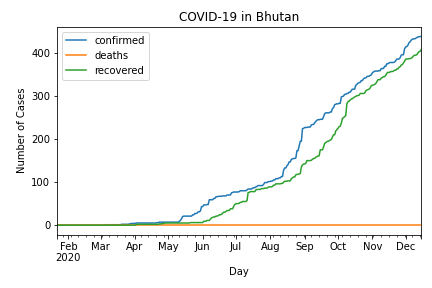 COVID-19 in Bhutan
confirmed
deaths
recovered
Number of Cases
400
300
200
100
0
Feb Mar Apr May Jun Jul Aug Sep Oct Nov Dec
2020
Day